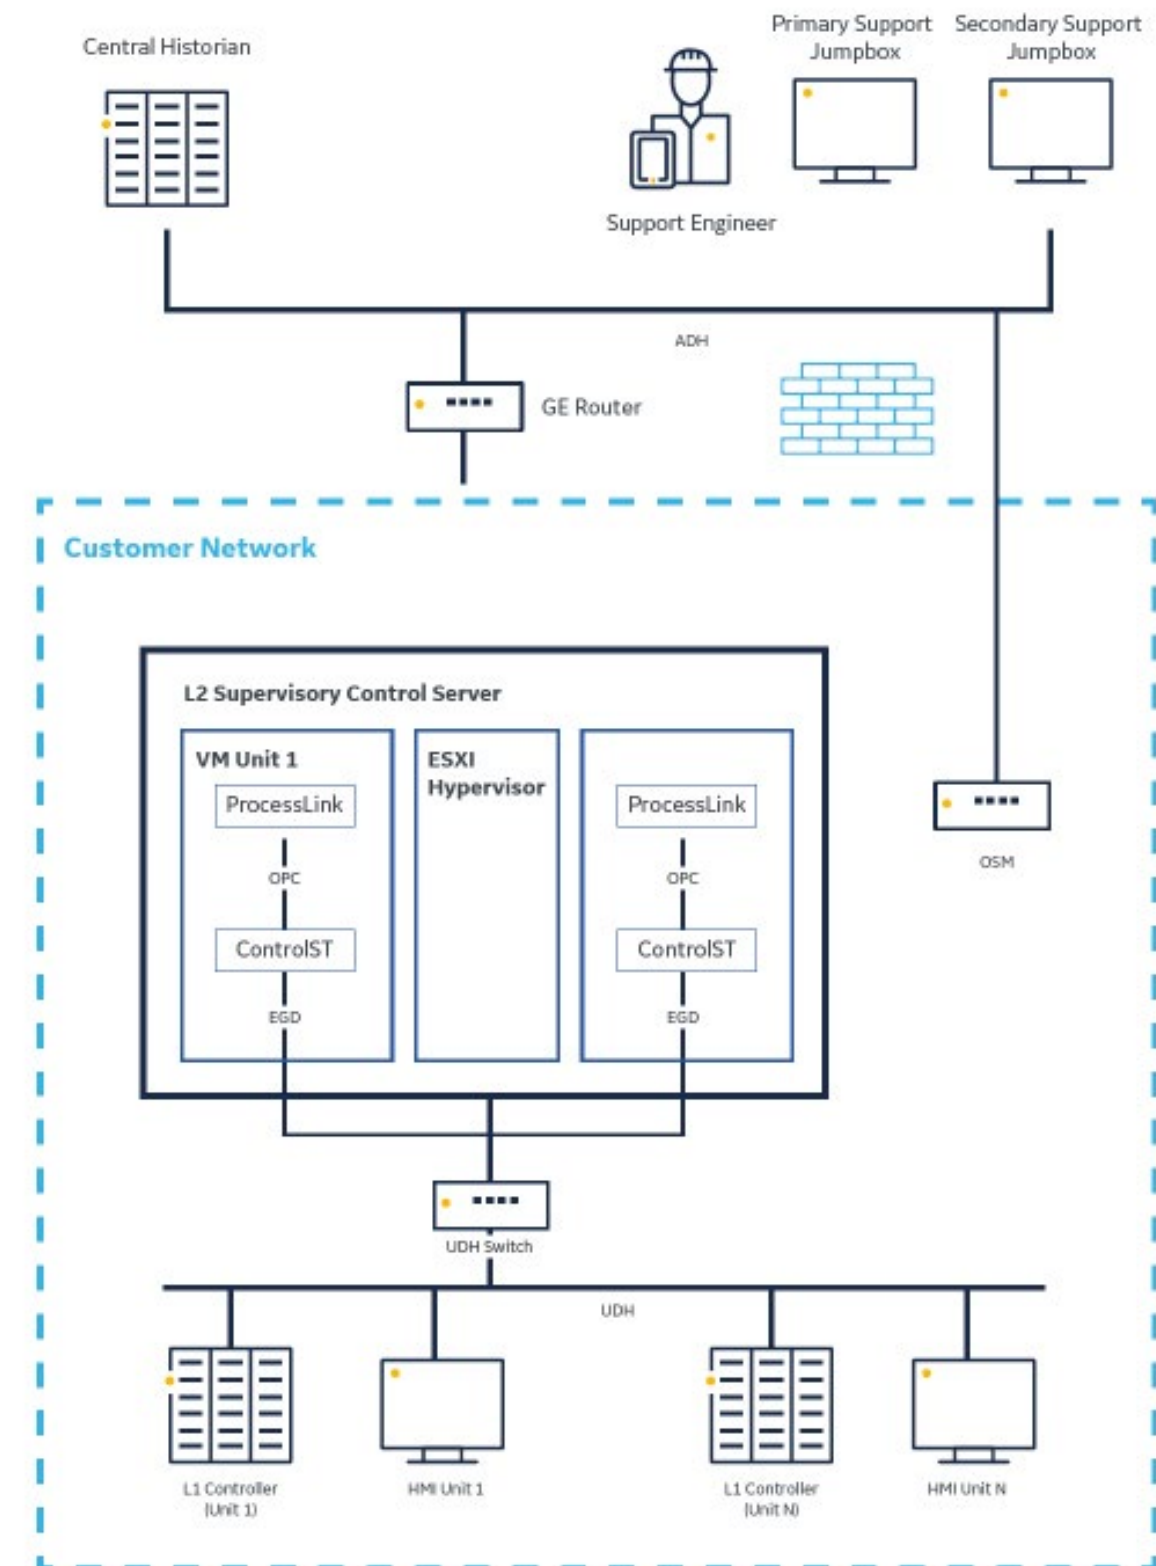 Central Historian
Primary Support
Jumpbox
Secondary Support
Jumpbox
Support Engineer
ADH
GE Router
Customer Network
L2 Supervisory Control Server
VM Unit 1
ProcessLink
OPC
ControlST
EGD
ESXI
Hypervisor
ProcessLink
OPC
ControlST
EGD
OSM
UDH Switch
UDH
L1 Controller
(Unit 1)
HMI Unit 1
L1 Controller
(Unit N)
HMI Unit N